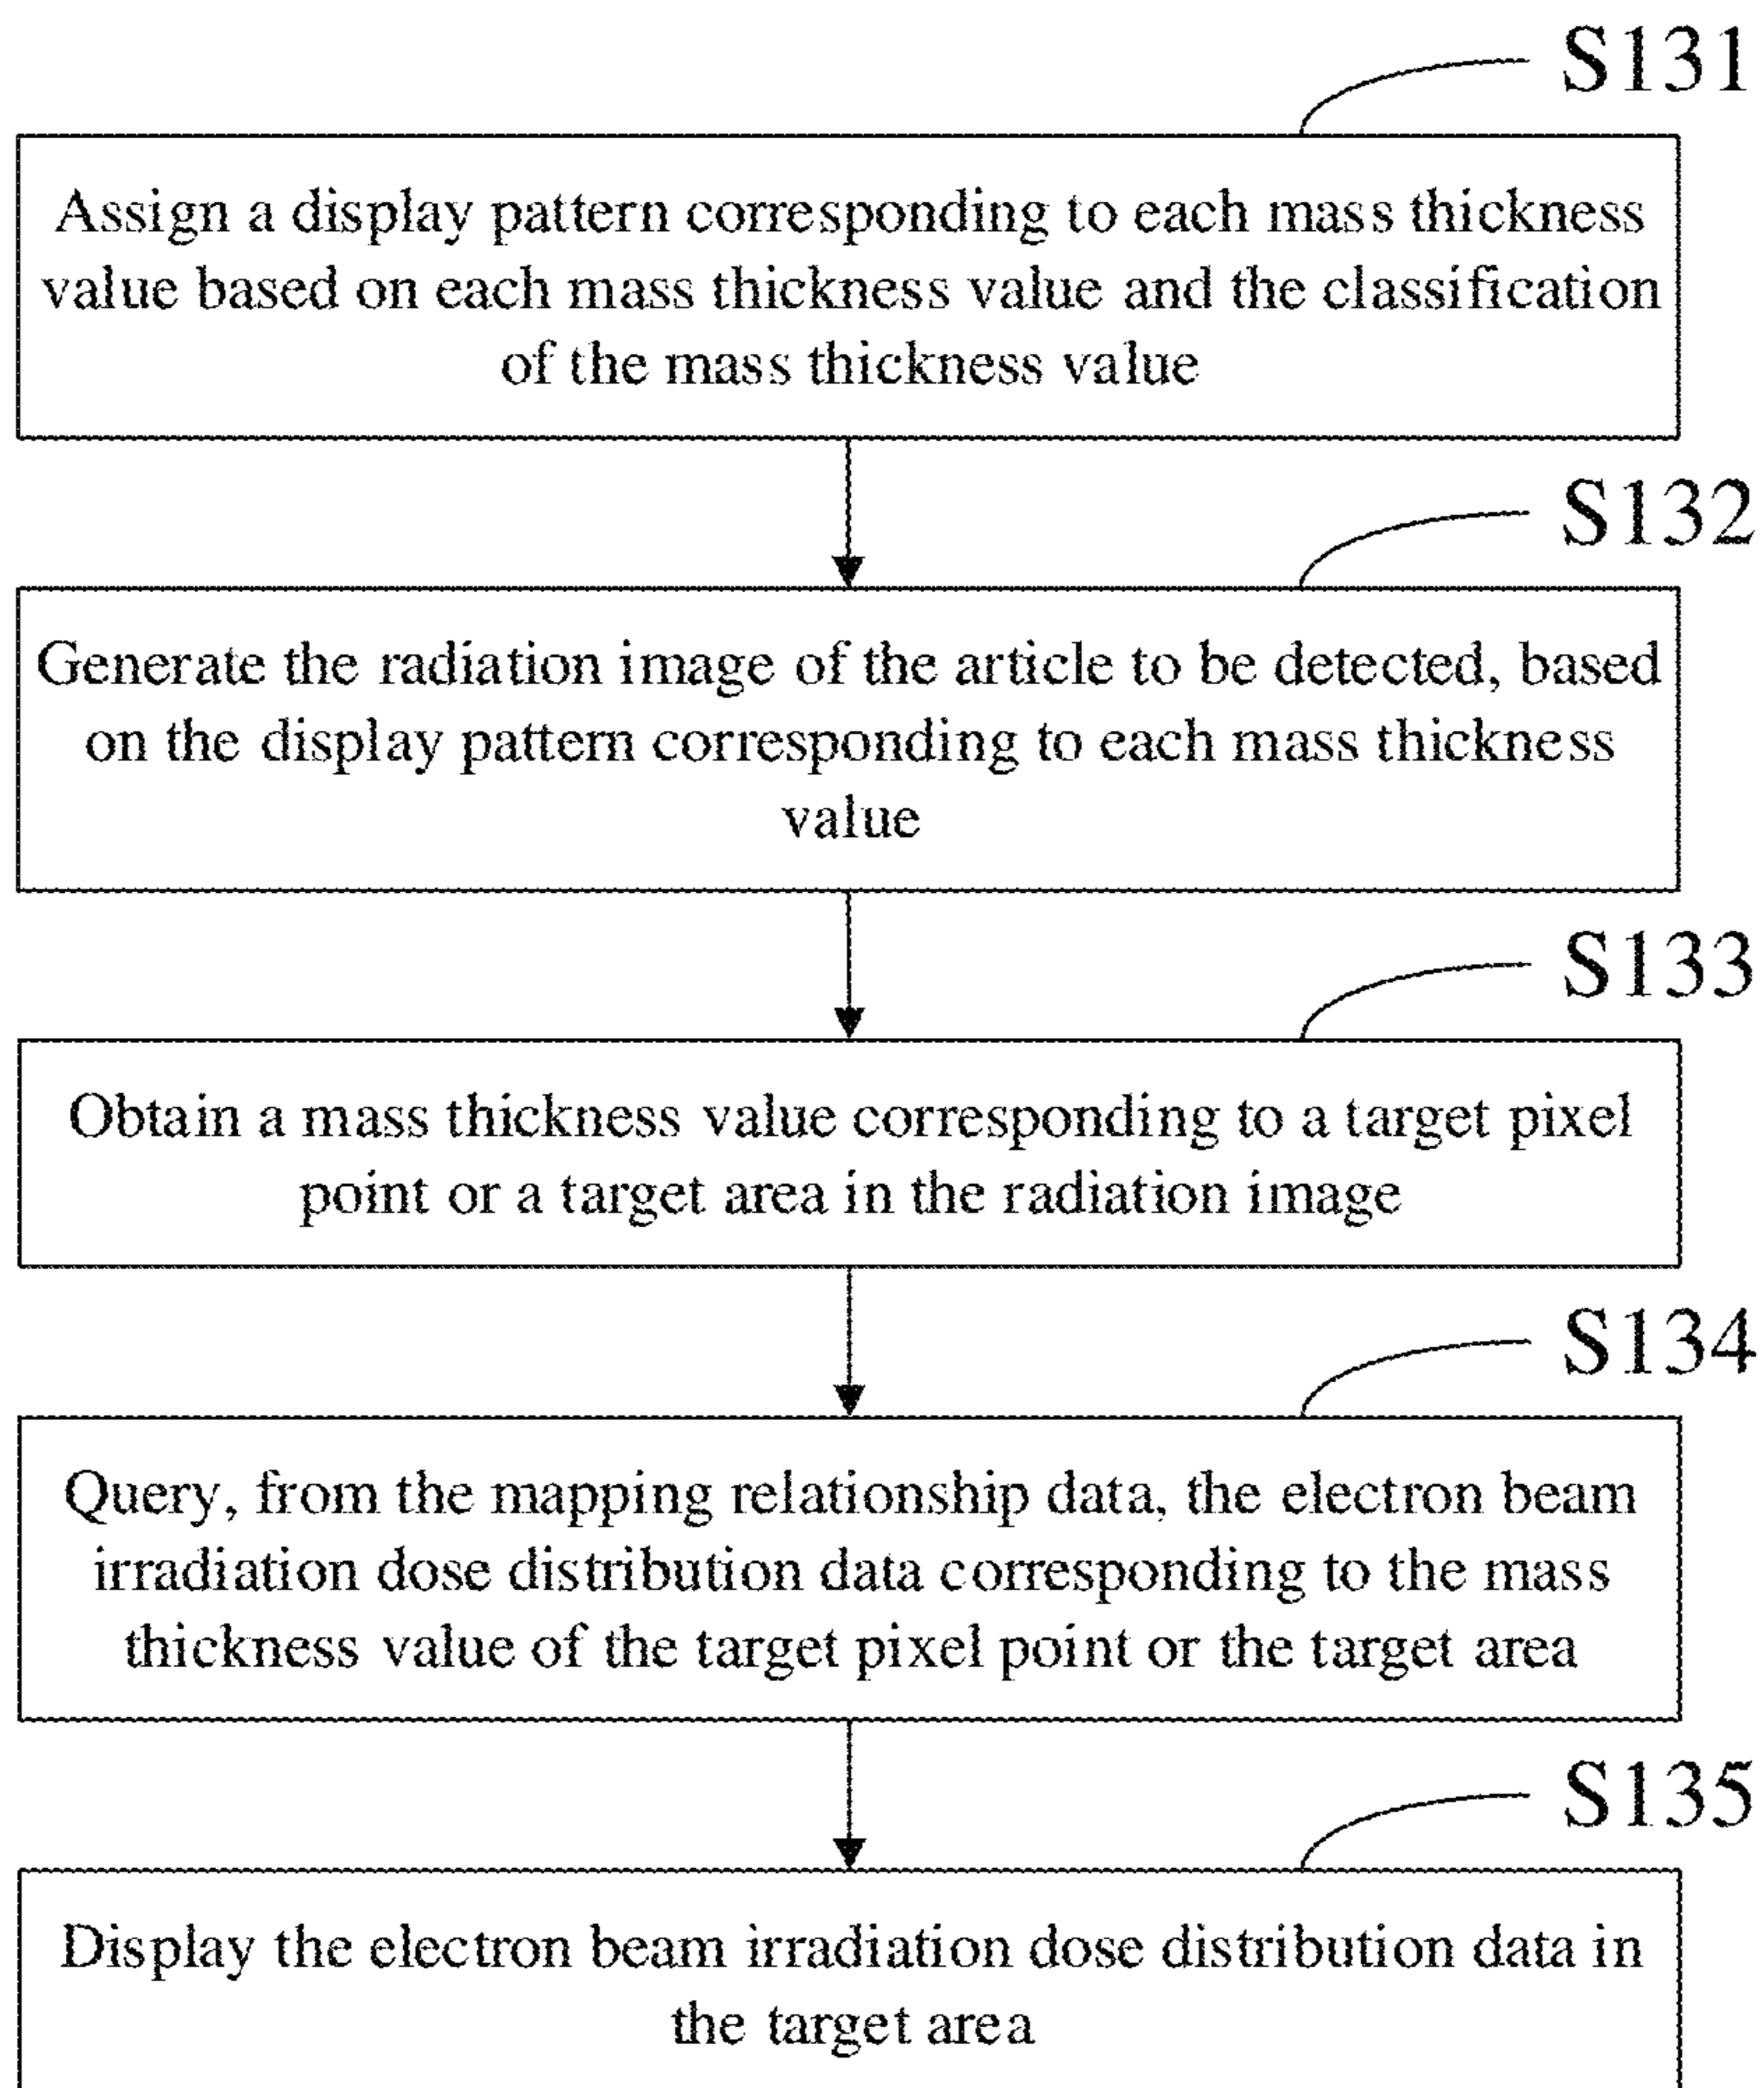 S131
Assign a display pattern corresponding to each mass thickness
value based on each mass thickness value and the classification
of the mass thickness value
S132
Generate the radiation image of the article to be detected, based
on the display pattern corresponding to each mass thickness
value
S133
Obtain a mass thickness value corresponding to a target pixel
point or a target area in the radiation image
S134
Query, from the mapping relationship data, the electron beam
irradiation dose distribution data corresponding to the mass
thickness value of the target pixel point or the target area
S135
Display the electron beam irradiation dose distribution data in
the target area